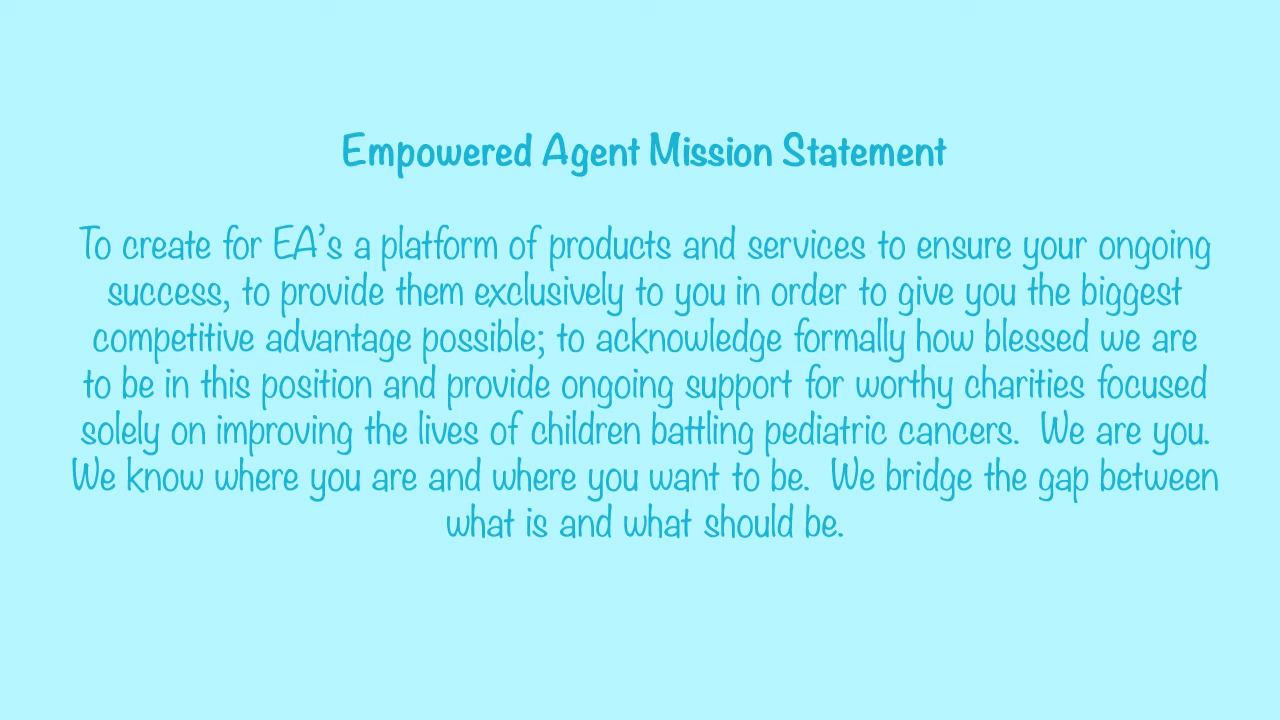 Empowered Agent Mission Statement
To create for EA's a platform of products and services to ensure your ongoing
success, to provide them exclusively to you in order to give you the biggest
competitive advantage possible; to acknowledge formally how blessed we are
to be in this position and provide ongoing support for worthy charities focused
solely on improving the lives of children battling pediatric cancers.  We are you.
We know where you are and where you want to be.  We bridge the gap between
what is and what should be.